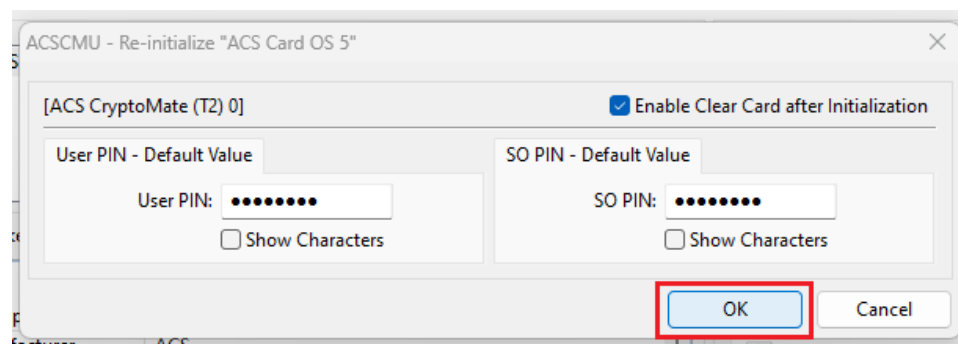 ACSCMU - Re-initialize "ACS Card OS 5"
[ACS CryptoMate (T2) 0]
Enable Clear Card after Initialization
User PIN - Default Value
SO PIN - Default Value
User PIN: ●●●●●●●●
SO PIN: ●●●●●●●●
Show Characters
Show Characters
OK
Cancel
ACS